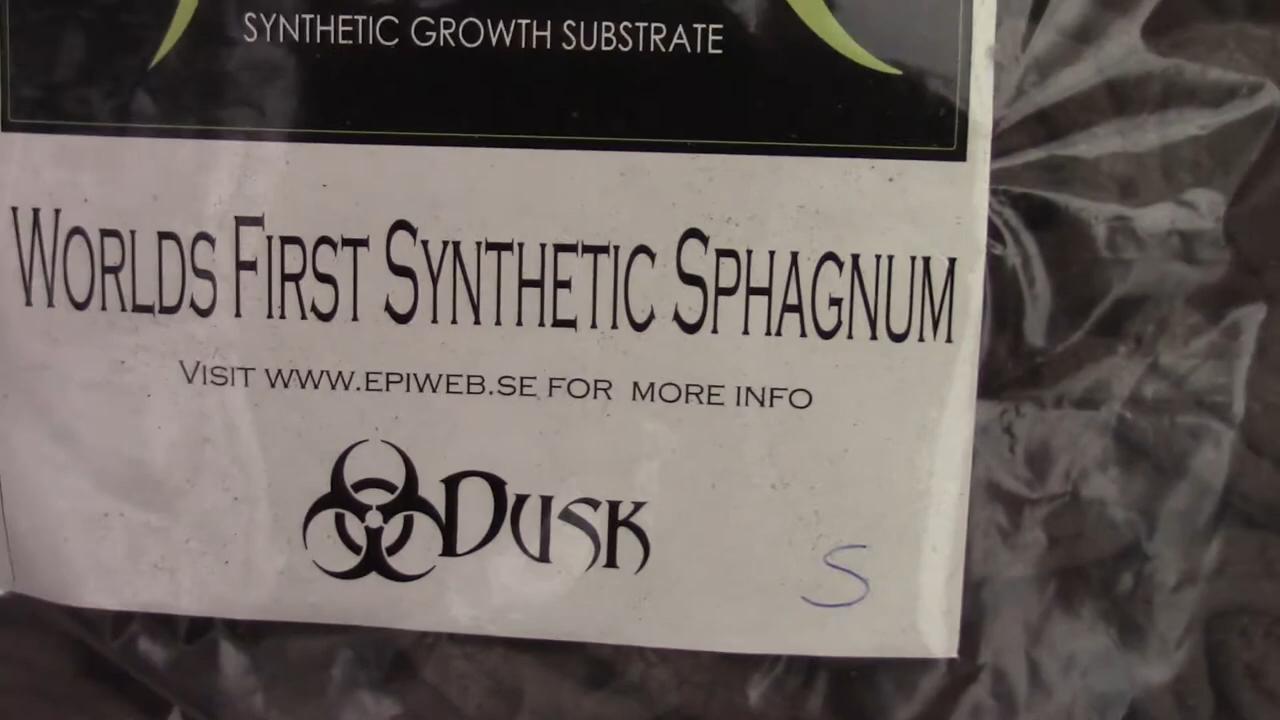 SYNTHETIC GROWTH SUBSTRATE
WORLDS FIRST SYNTHETIC SPHAGNUM
VISIT WWW.EPIWEB.SE FOR MORE INFO
DUSK
S